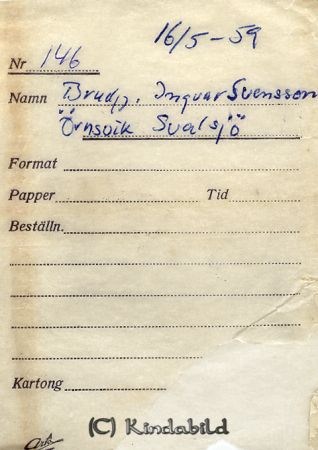 16/5-59
Nr 146
Namn Brudp. Ingvar Svensson
Örnsvik Svalsjö
Format
Papper Tid
Beställn.
Kartong
(C) Kindabild